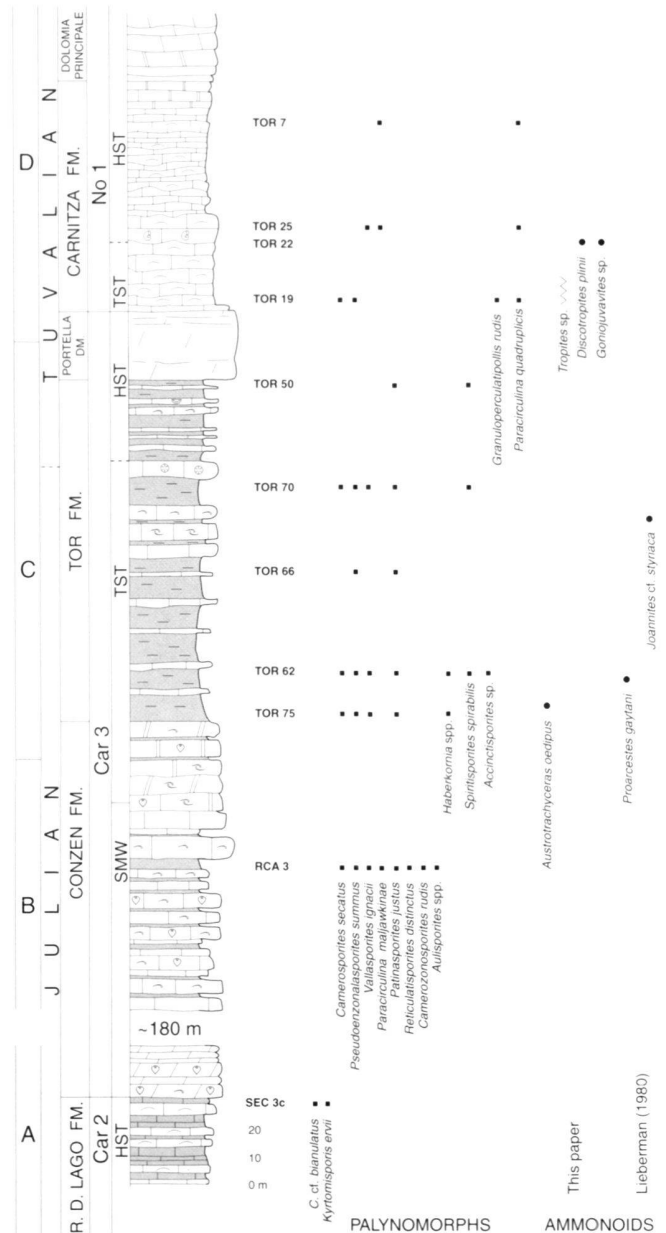 DOLOMIA
PRINCIPALE
D
T U V A L I A N
CARNITZA FM.
No 1
HST
TST
TOR 7
TOR 25
TOR 22
TOR 19
PORTELLA
DM.
HST
TOR 50
Granuloperculatipollis rudis
Paracirculina quadruplicis
Tropites sp.
Discotropites plinii
Goniojuvavites sp.
C
TOR FM.
TST
TOR 70
TOR 66
TOR 62
TOR 75
Haberkornia spp.
Spiritisporites spirabilis
Accinctisporites sp.
Austrotrachyceras oedipus
Proarcestes gaytani
Joannites cf. styriaca
Car 3
B
J U L I A N
CONZEN FM.
SMW
RCA 3
Camerosporites secatus
Pseudoenzonalasporites summus
Vallasporites ignacii
Paracirculina maljawkinae
Patinasporites justus
Reticulatisporites distinctus
Camerozonosporites rudis
Aulisporites spp.
~180 m
A
R. D. LAGO FM.
Car 2
HST
SEC 3c
20
10
0 m
C. cf. bianulatus
Kyrtomisporis ervii
This paper
Lieberman (1980)
PALYNOMORPHS
AMMONOIDS